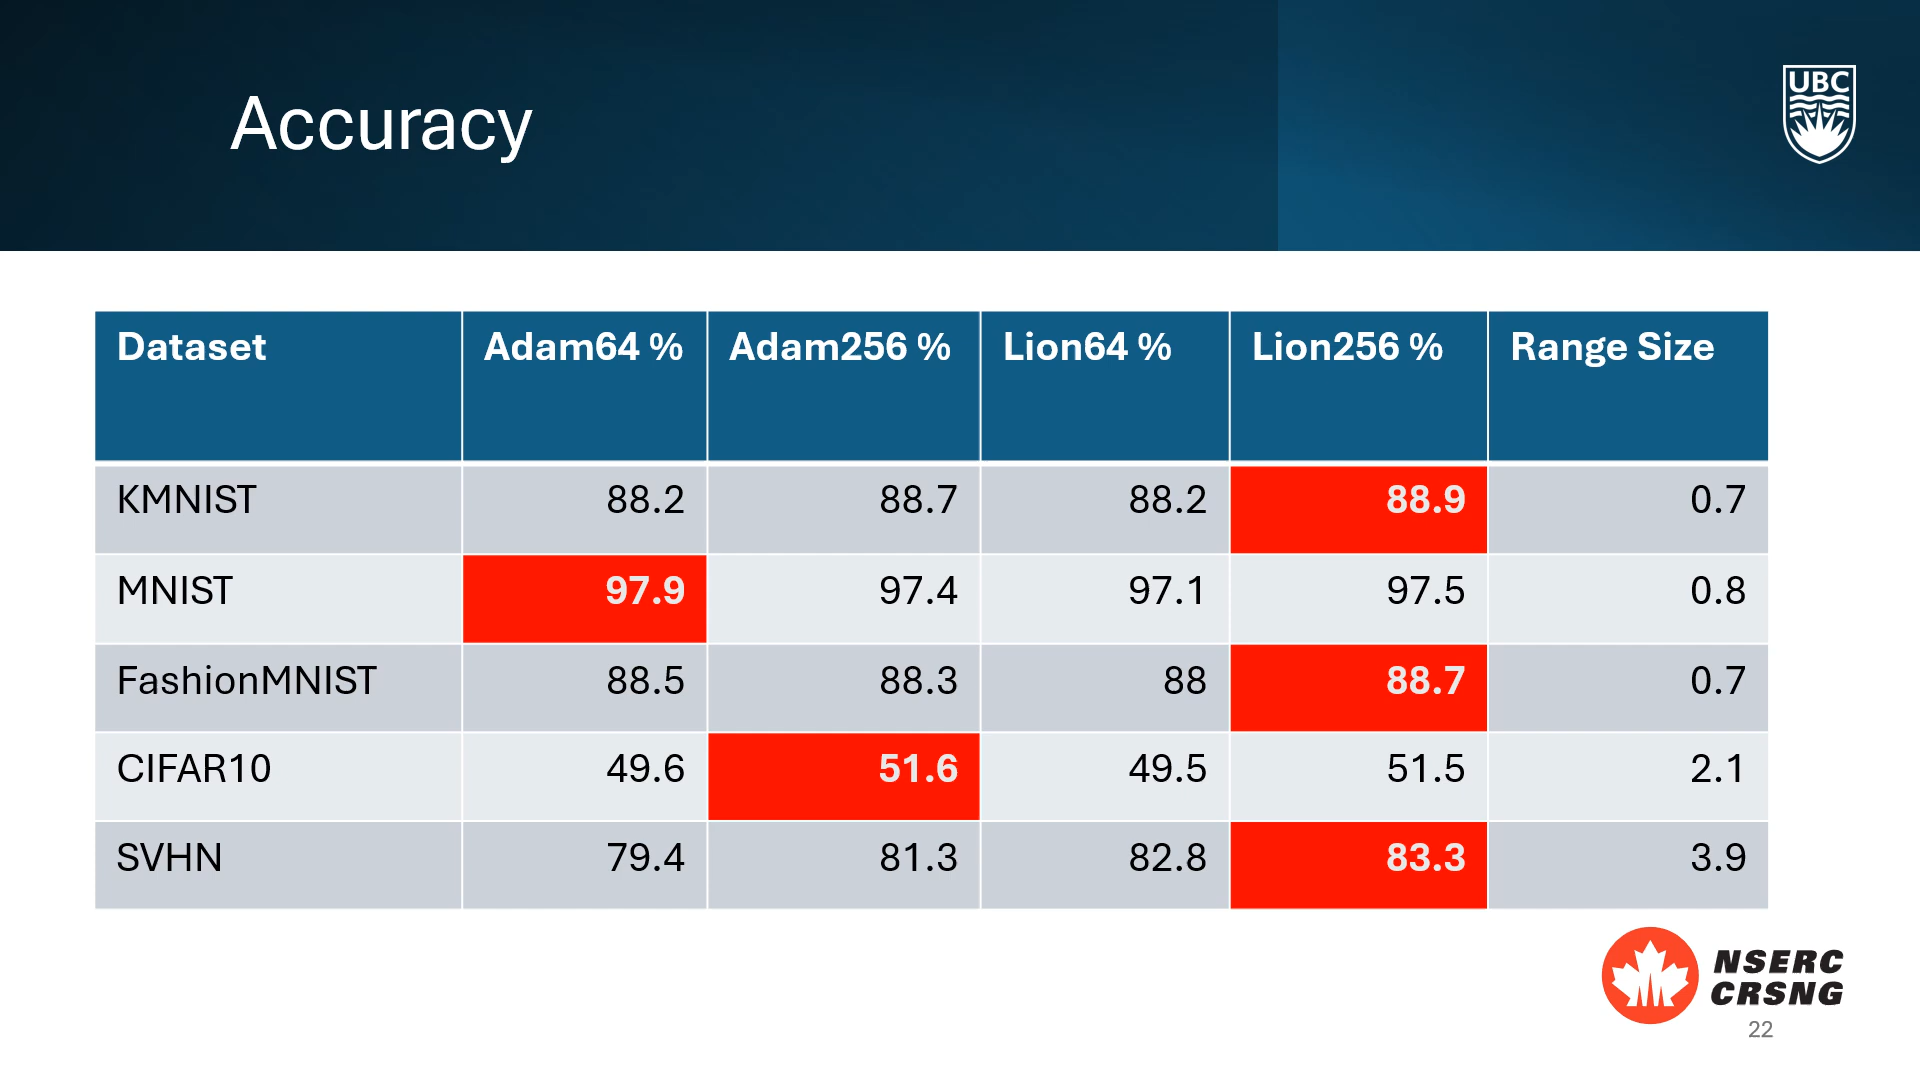 Accuracy
UBC
Dataset Adam64 % Adam256 % Lion64 % Lion256 % Range Size
KMNIST 88.2 88.7 88.2 88.9 0.7
MNIST 97.9 97.4 97.1 97.5 0.8
FashionMNIST 88.5 88.3 88 88.7 0.7
CIFAR10 49.6 51.6 49.5 51.5 2.1
SVHN 79.4 81.3 82.8 83.3 3.9
NSERC
CRSNG
22